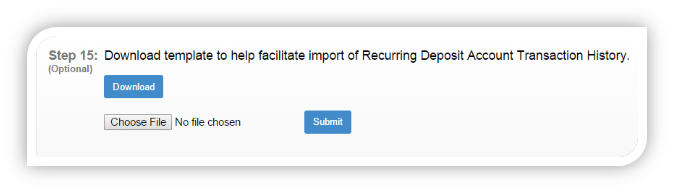 Step 15: Download template to help facilitate import of Recurring Deposit Account Transaction History.
(Optional)
Download
Choose File No file chosen Submit